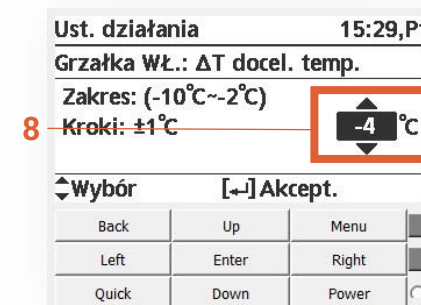 Ust. działania 15:29,P
Grzałka WŁ.: ΔT docel. temp.
Zakres: (-10°C~-2°C)
8 Kroki: ±1°C -4 °C
Wybór [↵] Akcept.
Back Up Menu
Left Enter Right
Quick Down Power